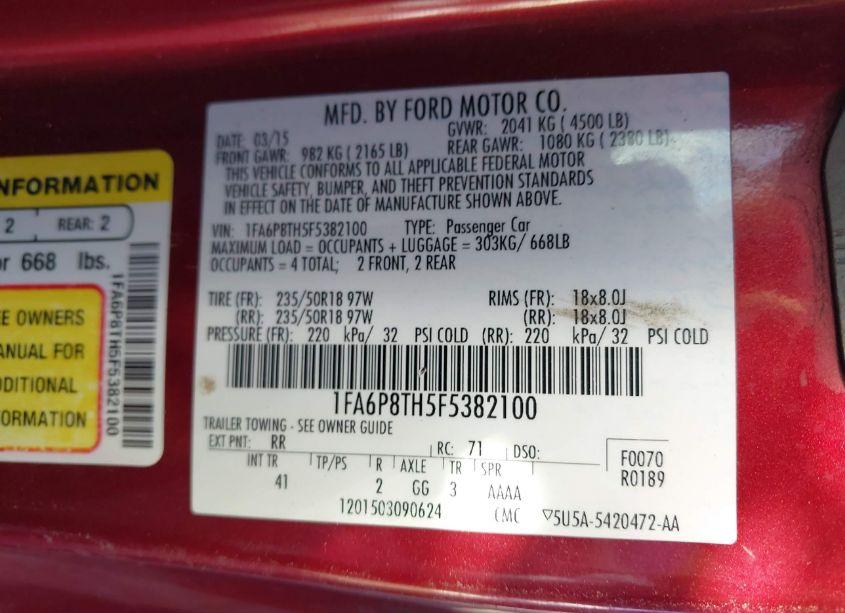 NFORMATION
2 REAR: 2
or 668 lbs.
EE OWNERS
ANUAL FOR
DDITIONAL
FORMATION
1FA6P8TH5F5382100
MFD. BY FORD MOTOR CO.
DATE: 03/15 GVWR: 2041 KG ( 4500 LB)
FRONT GAWR: 982 KG ( 2165 LB) REAR GAWR: 1080 KG ( 2380 LB)
THIS VEHICLE CONFORMS TO ALL APPLICABLE FEDERAL MOTOR
VEHICLE SAFETY, BUMPER, AND THEFT PREVENTION STANDARDS
IN EFFECT ON THE DATE OF MANUFACTURE SHOWN ABOVE.
VIN: 1FA6P8TH5F5382100 TYPE: Passenger Car
MAXIMUM LOAD = OCCUPANTS + LUGGAGE = 303KG/ 668LB
OCCUPANTS = 4 TOTAL; 2 FRONT, 2 REAR
TIRE (FR): 235/50R18 97W RIMS (FR): 18x8.0J
(RR): 235/50R18 97W (RR): 18x8.0J
PRESSURE (FR): 220 kPa/ 32 PSI COLD (RR): 220 kPa/ 32 PSI COLD
1FA6P8TH5F5382100
TRAILER TOWING - SEE OWNER GUIDE
EXT PNT: RR RC: 71 DSO:
F0070
R0189
INT TR TP/PS R AXLE TR SPR
41 2 GG 3 AAAA
1201503090624 CMC ▽5U5A-5420472-AA